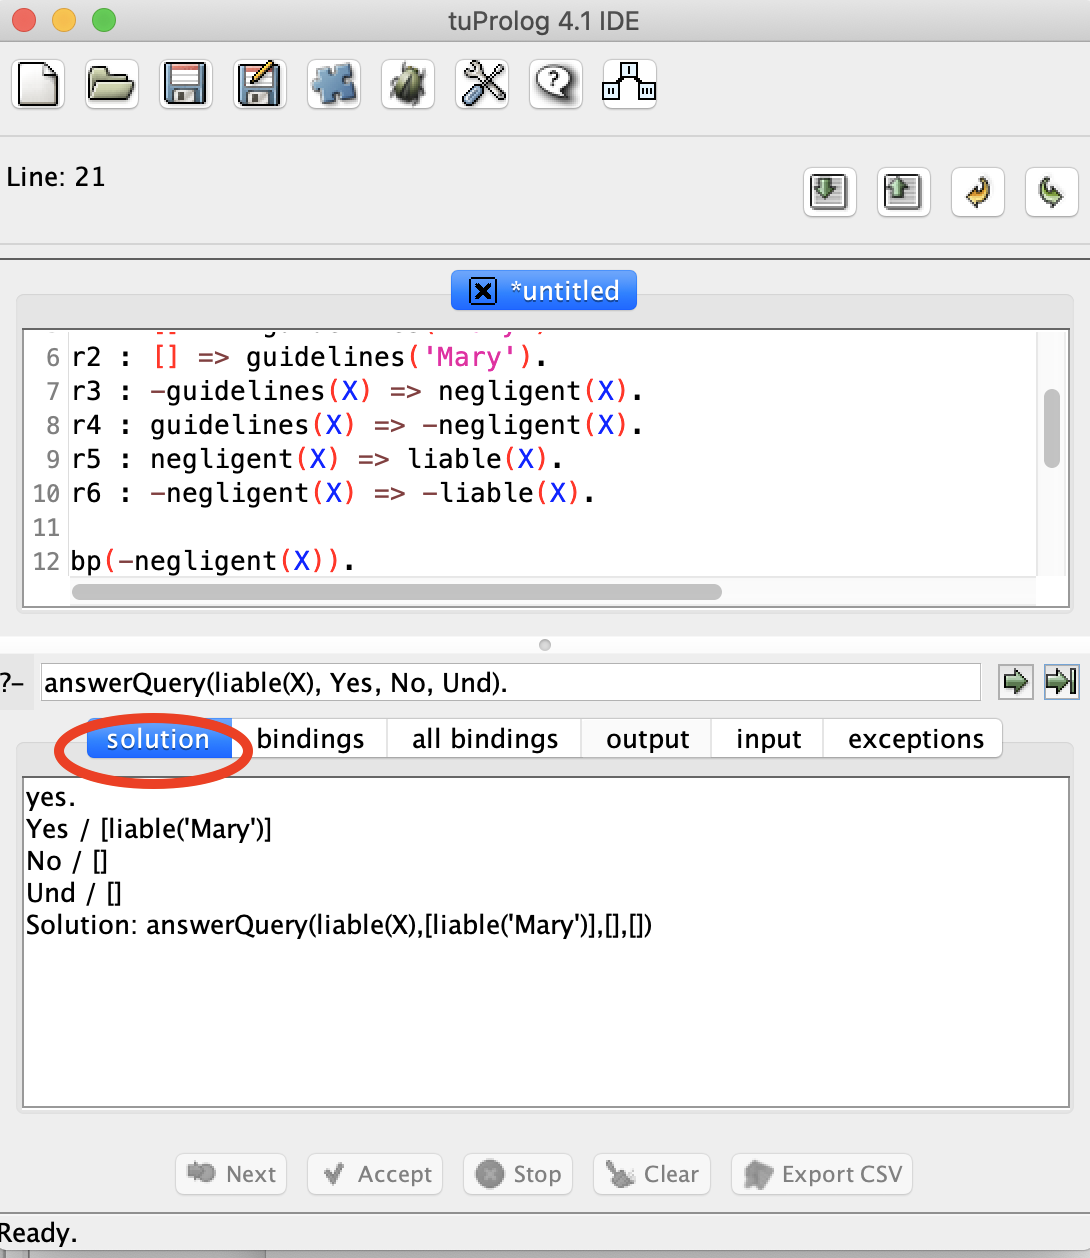 tuProlog 4.1 IDE
Line: 21
*untitled
6 r2 : [] => guidelines('Mary').
7 r3 : -guidelines(X) => negligent(X).
8 r4 : guidelines(X) => -negligent(X).
9 r5 : negligent(X) => liable(X).
10 r6 : -negligent(X) => -liable(X).
11
12 bp(-negligent(X)).
?- answerQuery(liable(X), Yes, No, Und).
solution bindings all bindings output input exceptions
yes.
Yes / [liable('Mary')]
No / []
Und / []
Solution: answerQuery(liable(X),[liable('Mary')],[],[])
Next Accept Stop Clear Export CSV
Ready.